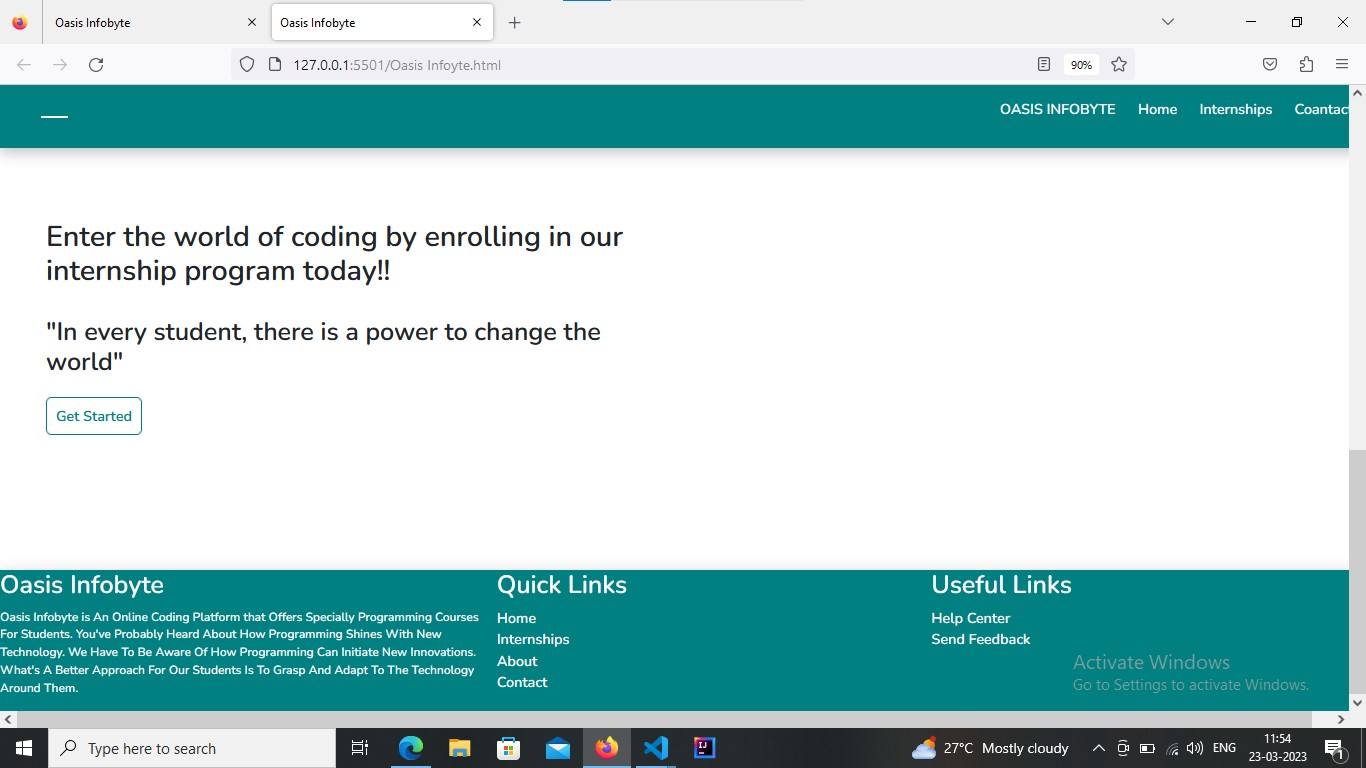 Oasis Infobyte
Oasis Infobyte
127.0.0.1:5501/Oasis Infoyte.html
90%
OASIS INFOBYTE Home Internships Coantact
Enter the world of coding by enrolling in our
internship program today!!
"In every student, there is a power to change the
world"
Get Started
Oasis Infobyte
Oasis Infobyte is An Online Coding Platform that Offers Specially Programming Courses
For Students. You've Probably Heard About How Programming Shines With New
Technology. We Have To Be Aware Of How Programming Can Initiate New Innovations.
What'S A Better Approach For Our Students Is To Grasp And Adapt To The Technology
Around Them.
Quick Links
Home
Internships
About
Contact
Useful Links
Help Center
Send Feedback
Activate Windows
Go to Settings to activate Windows.
Type here to search
27°C Mostly cloudy
ENG
11:54
23-03-2023
1